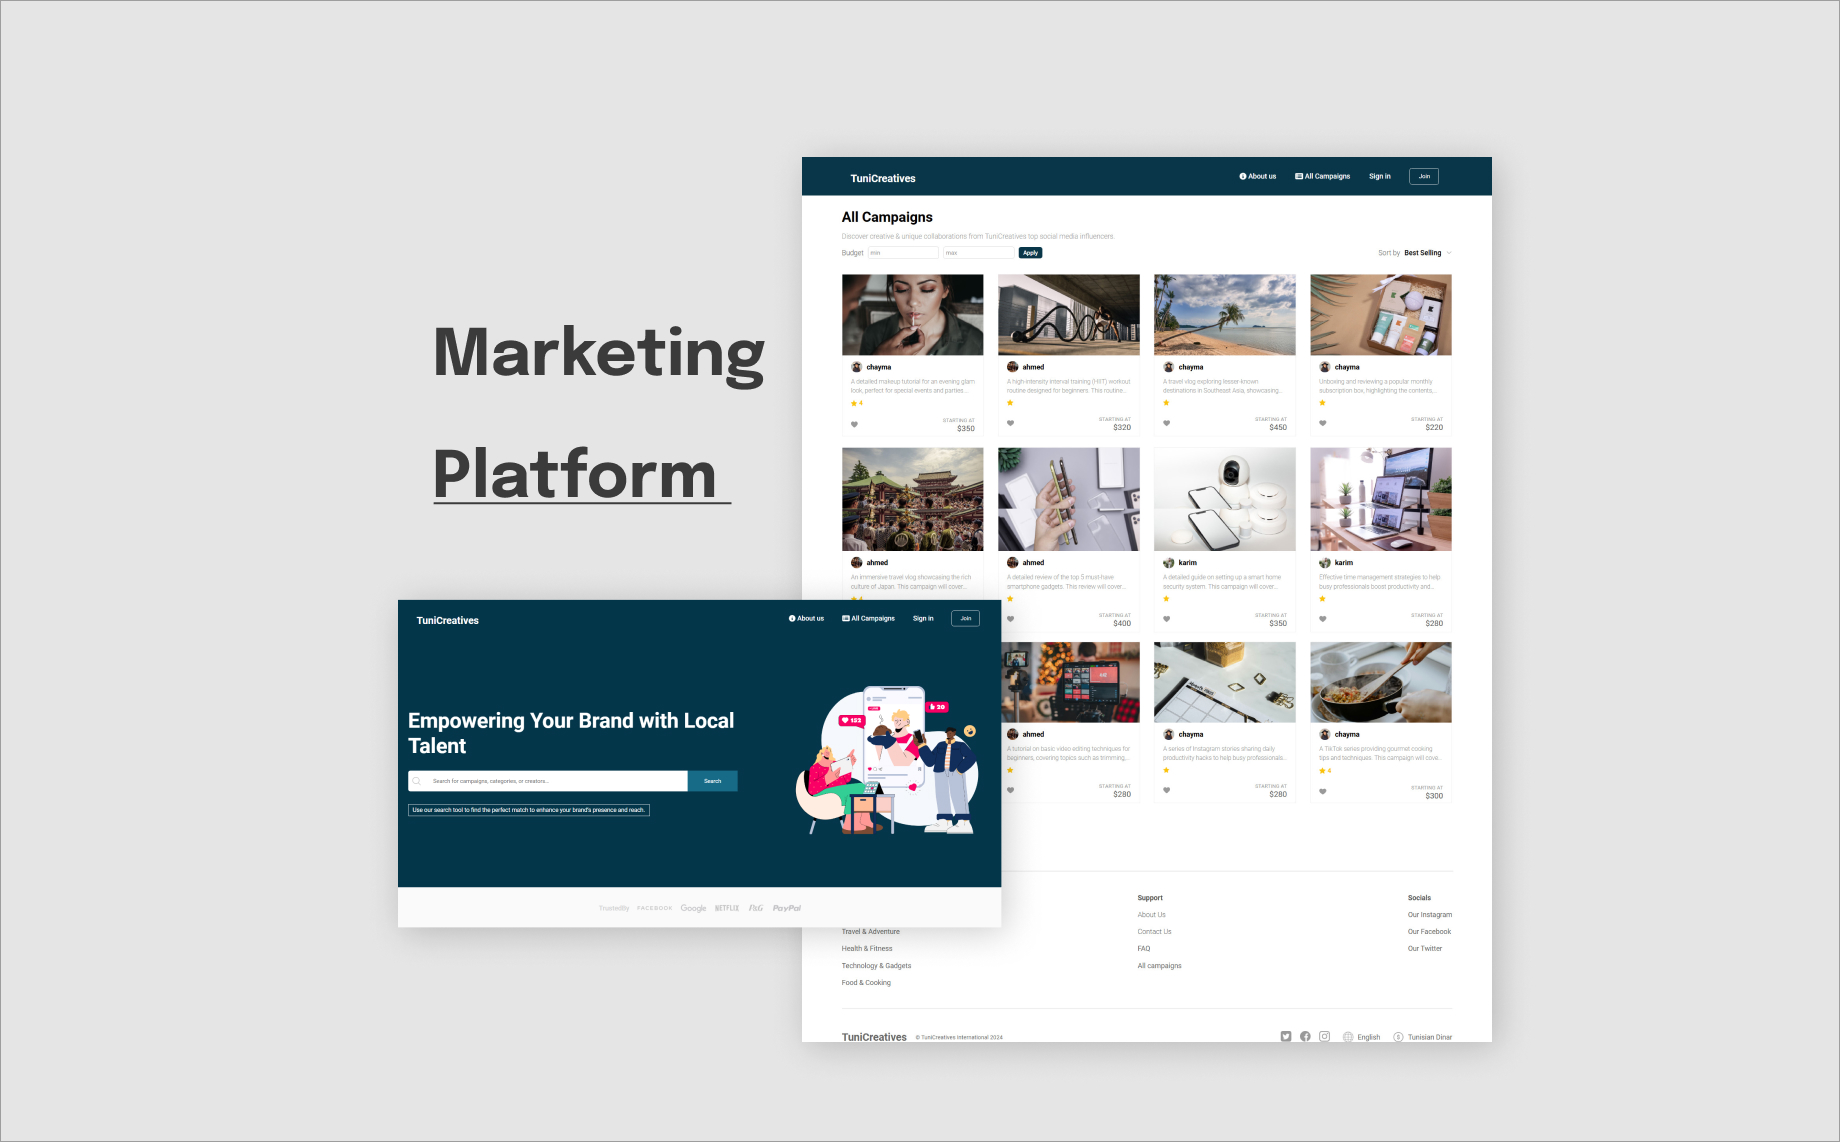 Marketing
Platform
TuniCreatives
About us
All Campaigns
Sign in
Join
All Campaigns
Discover creative & unique collaborations from TuniCreatives top social media influencers.
Budget
min
max
Apply
Sort by Best Selling
chayma
A detailed makeup tutorial for an evening glam
look, perfect for special events and parties...
4
STARTING AT
$350
ahmed
A high-intensity interval training (HIIT) workout
routine designed for beginners. This routine...
STARTING AT
$320
chayma
A travel vlog exploring lesser-known
destinations in Southeast Asia, showcasing...
STARTING AT
$450
chayma
Unboxing and reviewing a popular monthly
subscription box, highlighting the contents,...
STARTING AT
$220
ahmed
An immersive travel vlog showcasing the rich
culture of Japan. This campaign will cover...
ahmed
A detailed review of the top 5 must-have
smartphone gadgets. This review will cover...
STARTING AT
$400
karim
A detailed guide on setting up a smart home
security system. This campaign will cover...
STARTING AT
$350
karim
Effective time management strategies to help
busy professionals boost productivity and...
STARTING AT
$280
ahmed
A tutorial on basic video editing techniques for
beginners, covering topics such as trimming,...
STARTING AT
$280
chayma
A series of Instagram stories sharing daily
productivity hacks to help busy professionals...
STARTING AT
$280
chayma
A TikTok series providing gourmet cooking
tips and techniques. This campaign will cove...
4
STARTING AT
$300
TuniCreatives
About us
All Campaigns
Sign in
Join
Empowering Your Brand with Local
Talent
Search for campaigns, categories, or creators...
Search
Use our search tool to find the perfect match to enhance your brand's presence and reach.
152
20
TrustedBy
FACEBOOK
Google
NETFLIX
P&G
PayPal
Travel & Adventure
Health & Fitness
Technology & Gadgets
Food & Cooking
Support
About Us
Contact Us
FAQ
All campaigns
Socials
Our Instagram
Our Facebook
Our Twitter
TuniCreatives
© TuniCreatives International 2024
English
Tunisian Dinar